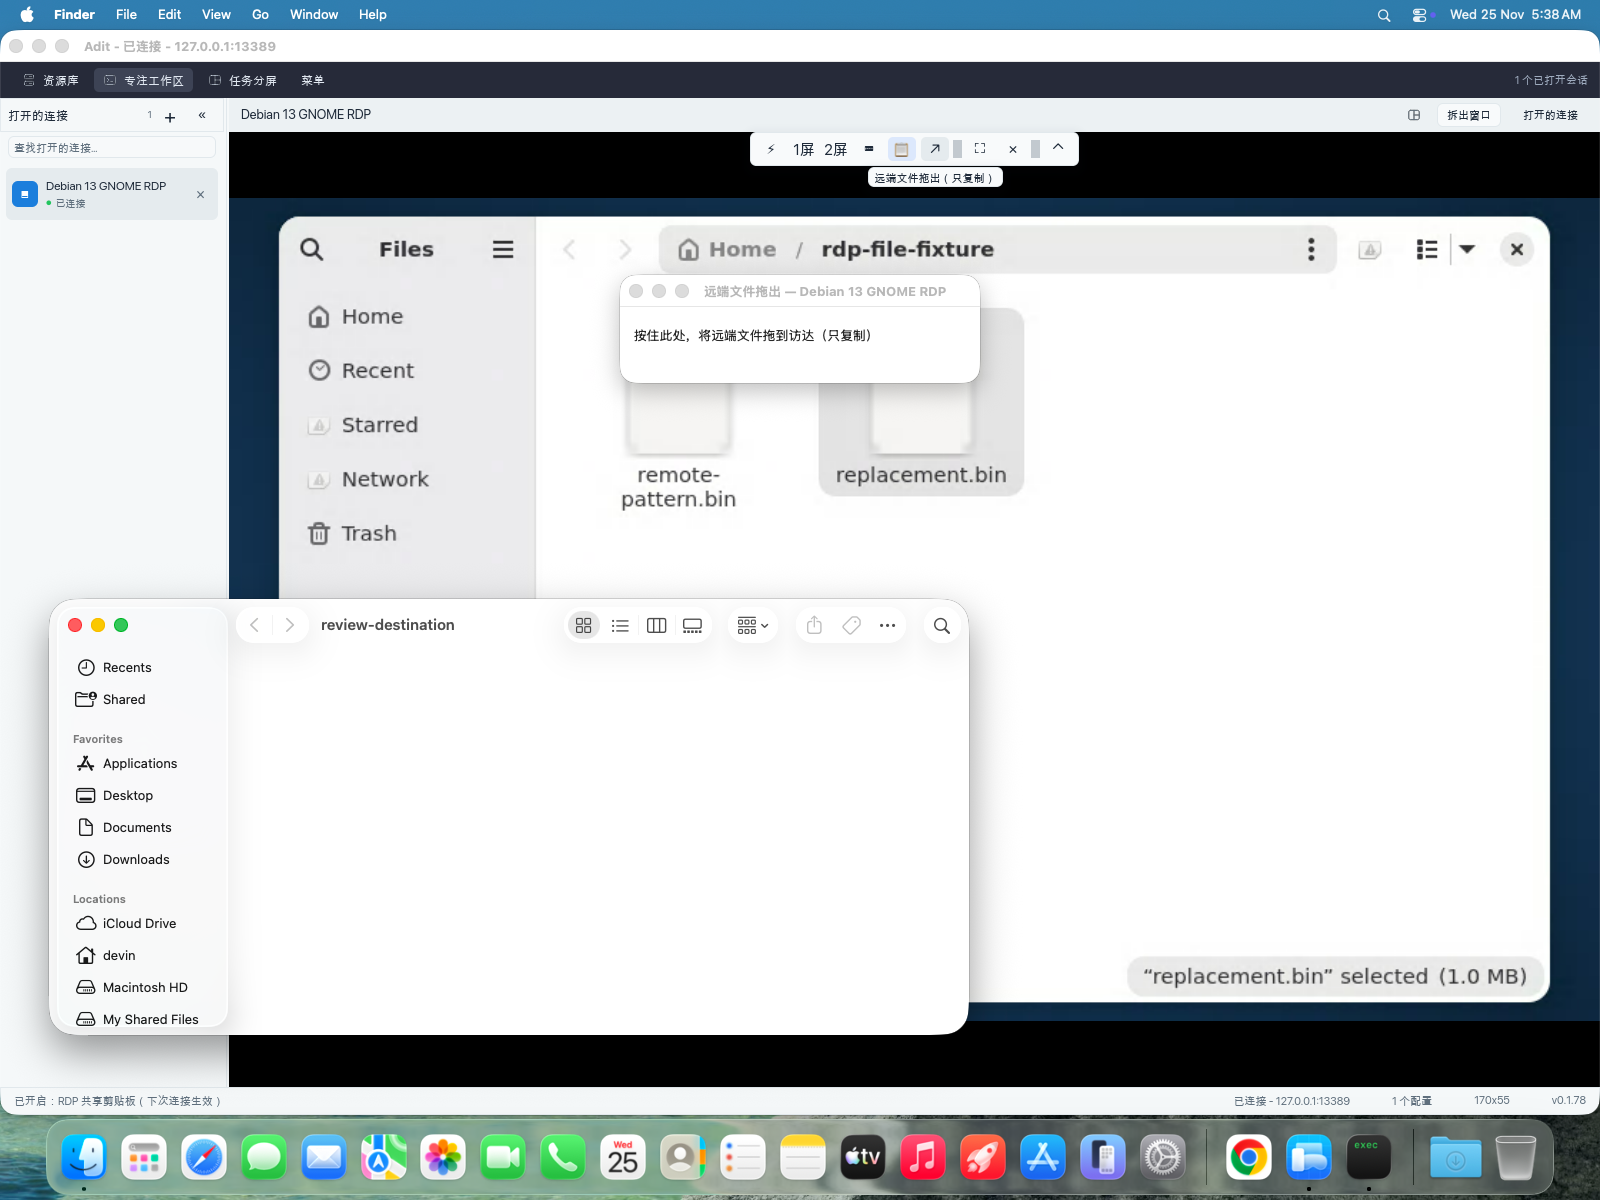 Finder File Edit View Go Window Help
Wed 25 Nov 5:38 AM
Adit - 已连接 - 127.0.0.1:13389
资源库 专注工作区 任务分屏 菜单
1 个已打开会话
打开的连接 1 + «
Debian 13 GNOME RDP
拆出窗口 打开的连接
查找打开的连接...
Debian 13 GNOME RDP
已连接
1屏 2屏
远端文件拖出（只复制）
Files
Home / rdp-file-fixture
Home
Recent
Starred
Network
Trash
远端文件拖出 — Debian 13 GNOME RDP
按住此处，将远端文件拖到访达（只复制）
remote-
pattern.bin
replacement.bin
review-destination
Recents
Shared
Favorites
Applications
Desktop
Documents
Downloads
Locations
iCloud Drive
devin
Macintosh HD
My Shared Files
“replacement.bin” selected (1.0 MB)
已开启：RDP 共享剪贴板（下次连接生效）
已连接 - 127.0.0.1:13389 1 个配置 170x55 v0.1.78
Wed
25
tv
exec